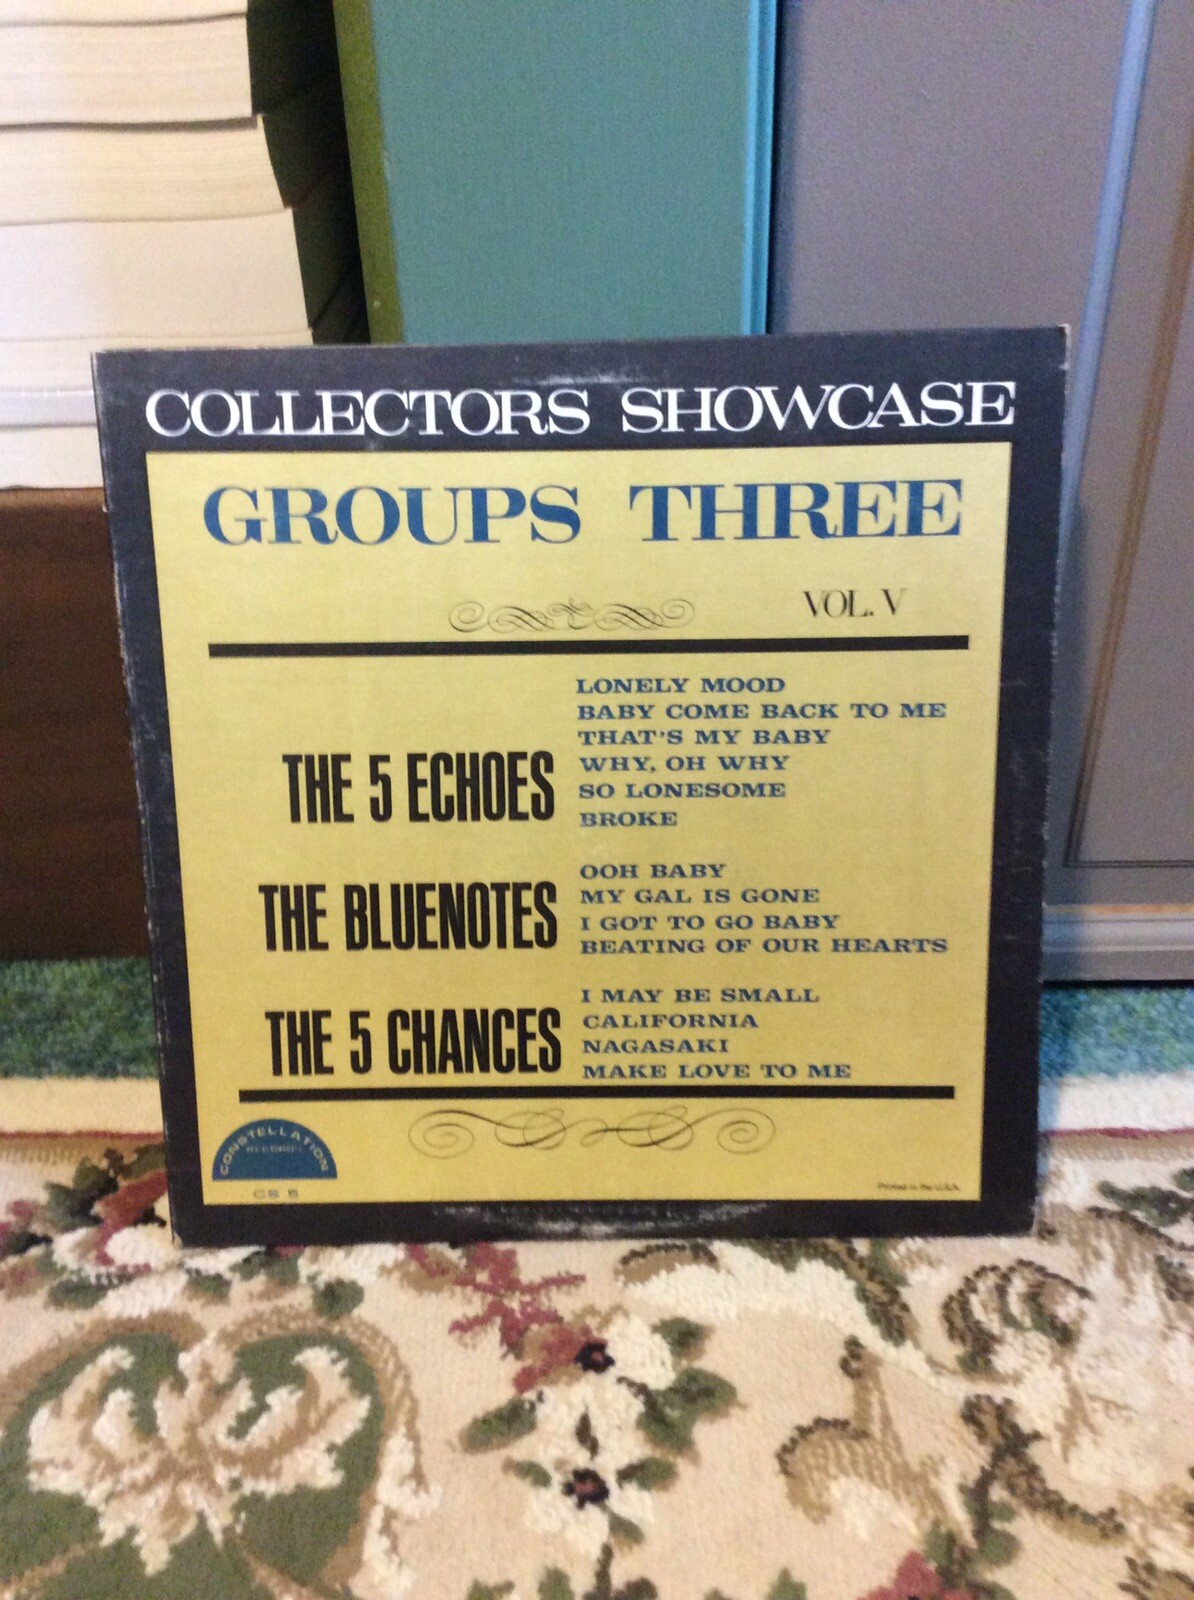 COLLECTORS SHOWCASE
GROUPS THREE
VOL. V
THE 5 ECHOES
LONELY MOOD
BABY COME BACK TO ME
THAT'S MY BABY
WHY, OH WHY
SO LONESOME
BROKE
THE BLUENOTES
OOH BABY
MY GAL IS GONE
I GOT TO GO BABY
BEATING OF OUR HEARTS
THE 5 CHANCES
I MAY BE SMALL
CALIFORNIA
NAGASAKI
MAKE LOVE TO ME
CONSTELLATION
RECORDS
CS 5
Printed in the U.S.A.